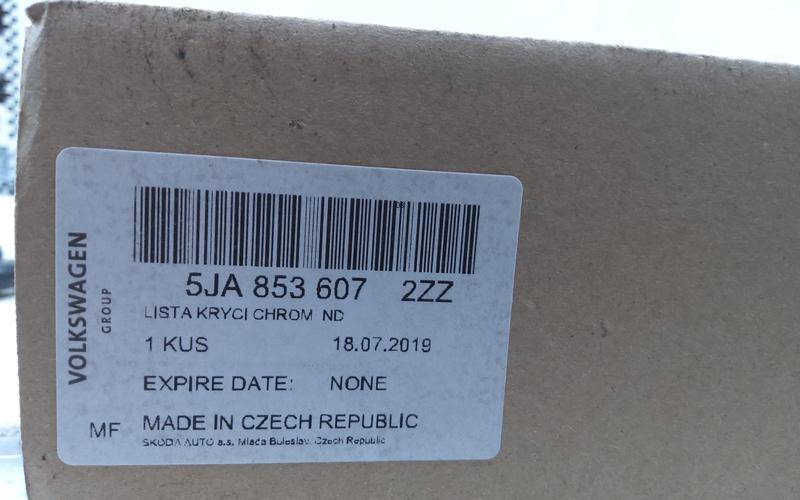 VOLKSWAGEN
GROUP
5JA 853 607 2ZZ
LISTA KRYCI CHROM ND
1 KUS 18.07.2019
EXPIRE DATE: NONE
MF MADE IN CZECH REPUBLIC
SKODA AUTO a.s. Mlada Boleslav, Czech Republic